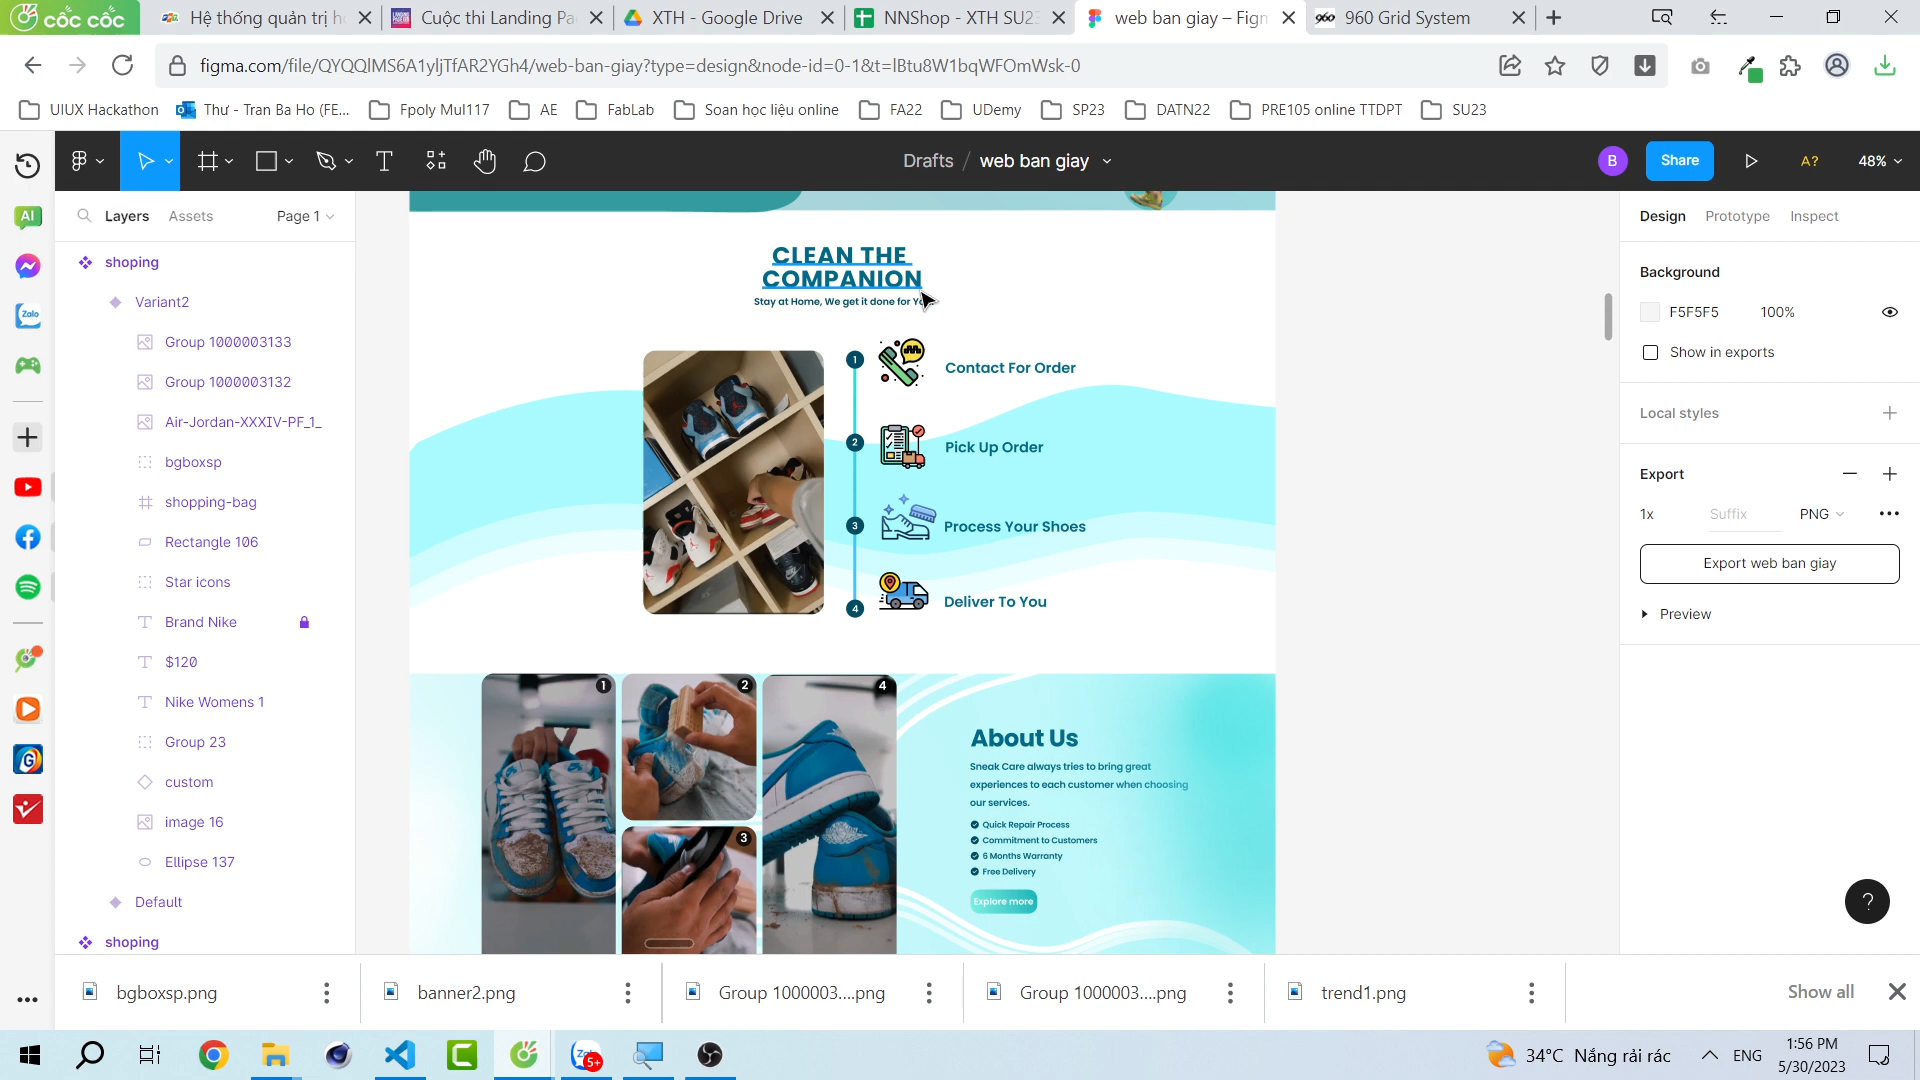 cốc cốc
Hệ thống quản trị h
Cuộc thi Landing Pa
XTH - Google Drive
NNShop - XTH SU23
web ban giay – Figm
960 Grid System
figma.com/file/QYQQlMS6A1yljTfAR2YGh4/web-ban-giay?type=design&node-id=0-1&t=lBtu8W1bqWFOmWsk-0
UIUX Hackathon
Thư - Tran Ba Ho (FE...
Fpoly Mul117
AE
FabLab
Soan học liệu online
FA22
UDemy
SP23
DATN22
PRE105 online TTDPT
SU23
Drafts / web ban giay
B
Share
A?
48%
Layers
Assets
Page 1
shoping
Variant2
Group 1000003133
Group 1000003132
Air-Jordan-XXXIV-PF_1_
bgboxsp
shopping-bag
Rectangle 106
Star icons
Brand Nike
$120
Nike Womens 1
Group 23
custom
image 16
Ellipse 137
Default
shoping
AI
Zalo
CLEAN THE
COMPANION
Stay at Home, We get it done for
1
Contact For Order
2
Pick Up Order
3
Process Your Shoes
4
Deliver To You
1
2
3
4
About Us
Sneak Care always tries to bring great
experiences to each customer when choosing
our services.
Quick Repair Process
Commitment to Customers
6 Months Warranty
Free Delivery
Explore more
Design
Prototype
Inspect
Background
F5F5F5
100%
Show in exports
Local styles
Export
1x
Suffix
PNG
Export web ban giay
Preview
?
bgboxsp.png
banner2.png
Group 1000003....png
Group 1000003....png
trend1.png
Show all
5+
34°C Nắng rải rác
ENG
1:56 PM
5/30/2023